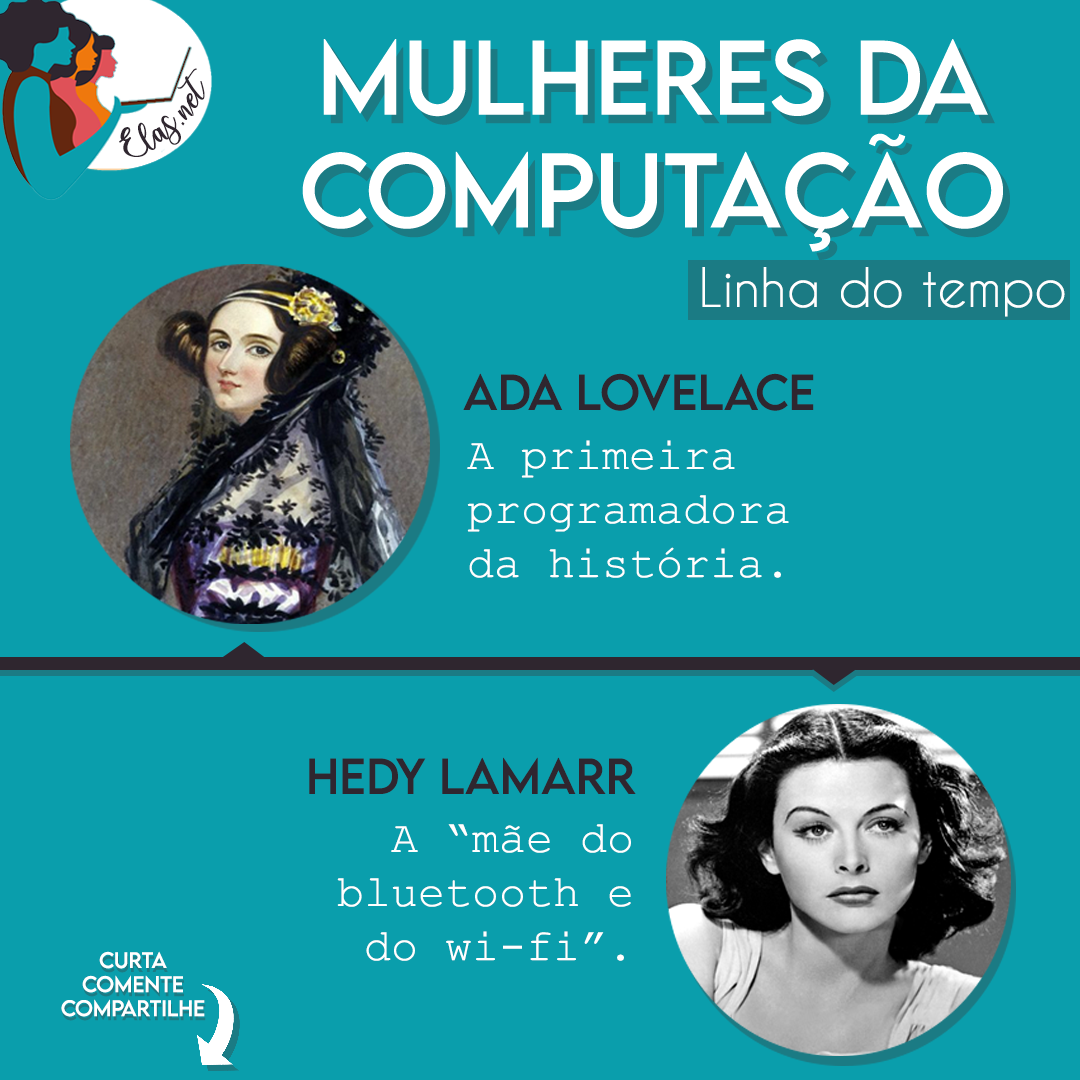 Elas.net
MULHERES DA
COMPUTAÇÃO
Linha do tempo
ADA LOVELACE
A primeira
programadora
da história.
HEDY LAMARR
A “mãe do
bluetooth e
do wi-fi”.
CURTA
COMENTE
COMPARTILHE